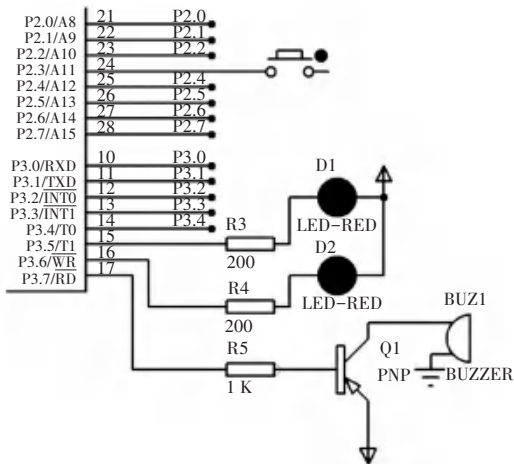 P2.0/A8 21 P2.0
P2.1/A9 22 P2.1
P2.2/A10 23 P2.2
P2.3/A11 24
P2.4/A12 25 P2.4
P2.5/A13 26 P2.5
P2.6/A14 27 P2.6
P2.7/A15 28 P2.7
P3.0/RXD 10 P3.0
P3.1/TXD 11 P3.1
P3.2/INT0 12 P3.2
P3.3/INT1 13 P3.3
P3.4/T0 14 P3.4
P3.5/T1 15
P3.6/WR 16
P3.7/RD 17
D1
LED-RED
R3
200
D2
LED-RED
R4
200
R5
1 K
Q1
PNP
BUZ1
BUZZER